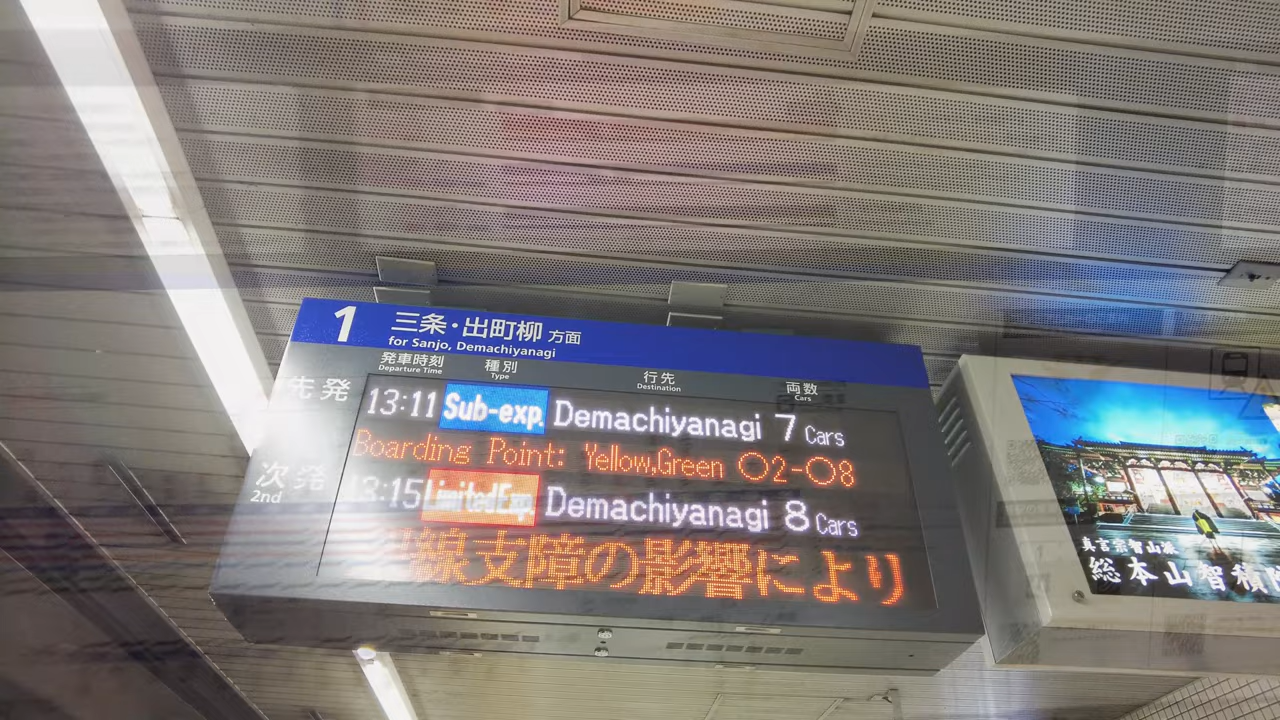 1 三条・出町柳 方面
for Sanjo, Demachiyanagi
発車時刻 種別 行先 両数
Departure Time Type Destination Cars
先発 13:11 Sub-exp. Demachiyanagi 7 Cars
Boarding Point: Yellow,Green ○2-○8
次発 13:15 LimitedExp. Demachiyanagi 8 Cars
2nd
線支障の影響により
真言宗智山派
総本山智積院